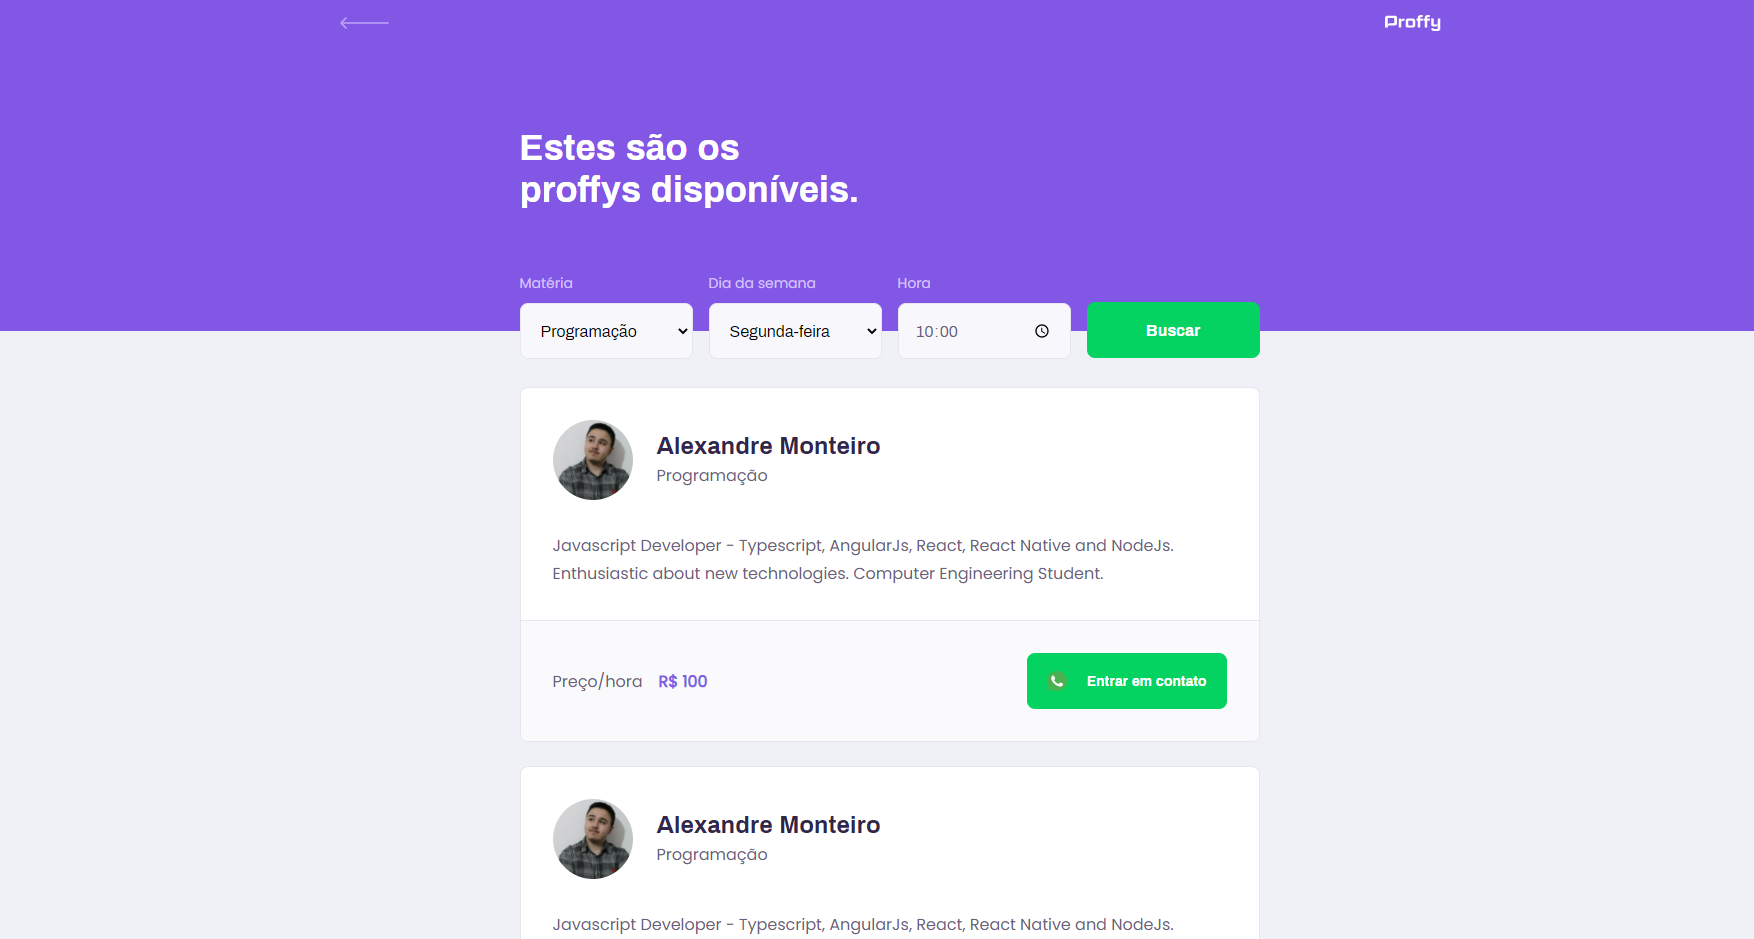 Proffy
Estes são os
proffys disponíveis.
Matéria Dia da semana Hora
Programação Segunda-feira 10:00 Buscar
Alexandre Monteiro
Programação
Javascript Developer - Typescript, AngularJs, React, React Native and NodeJs.
Enthusiastic about new technologies. Computer Engineering Student.
Preço/hora R$ 100 Entrar em contato
Alexandre Monteiro
Programação
Javascript Developer - Typescript, AngularJs, React, React Native and NodeJs.